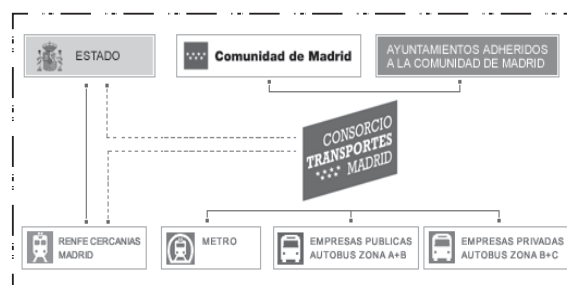 ESTADO
Comunidad de Madrid
AYUNTAMIENTOS ADHERIDOS
A LA COMUNIDAD DE MADRID
CONSORCIO
TRANSPORTES
MADRID
RENFE CERCANIAS
MADRID
METRO
EMPRESAS PUBLICAS
AUTOBUS ZONA A+B
EMPRESAS PRIVADAS
AUTOBUS ZONA B+C